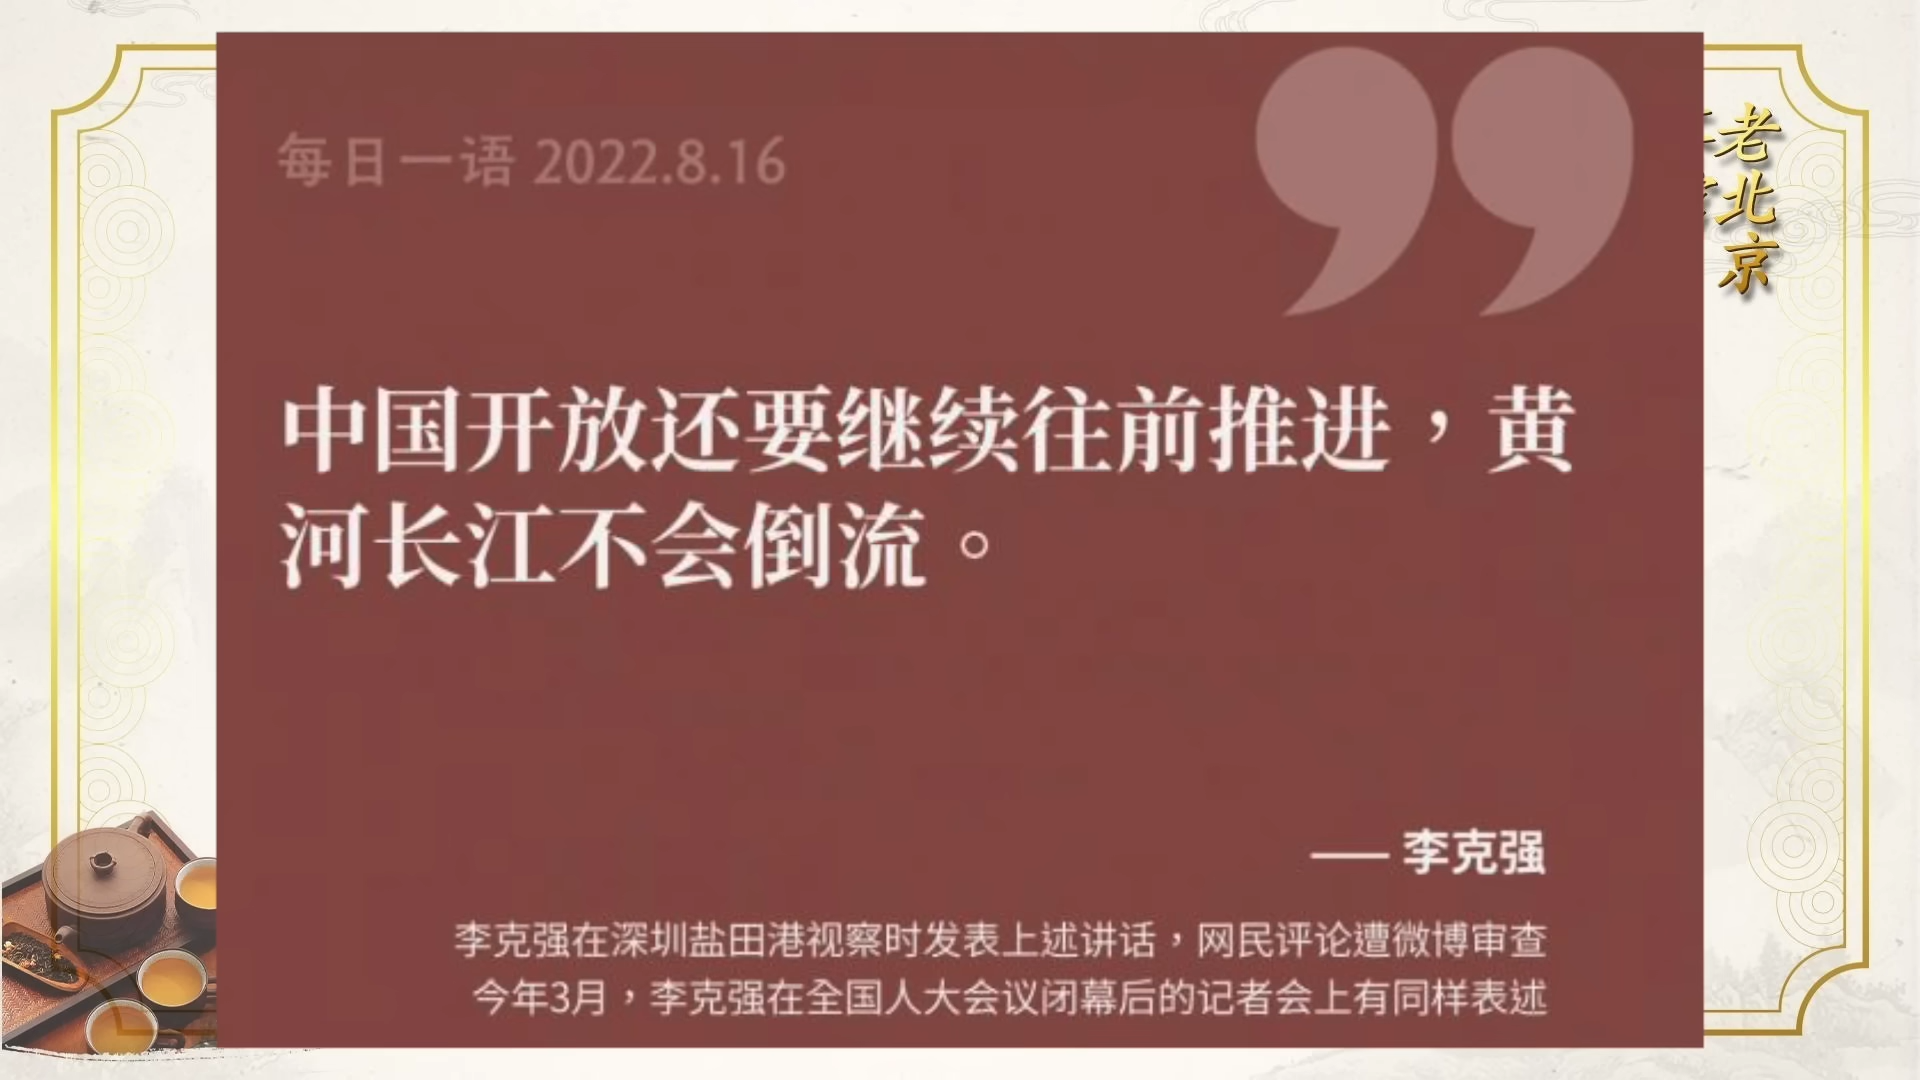 每日一语 2022.8.16
中国开放还要继续往前推进，黄
河长江不会倒流。
—— 李克强
李克强在深圳盐田港视察时发表上述讲话，网民评论遭微博审查
今年3月，李克强在全国人大会议闭幕后的记者会上有同样表述
老北京